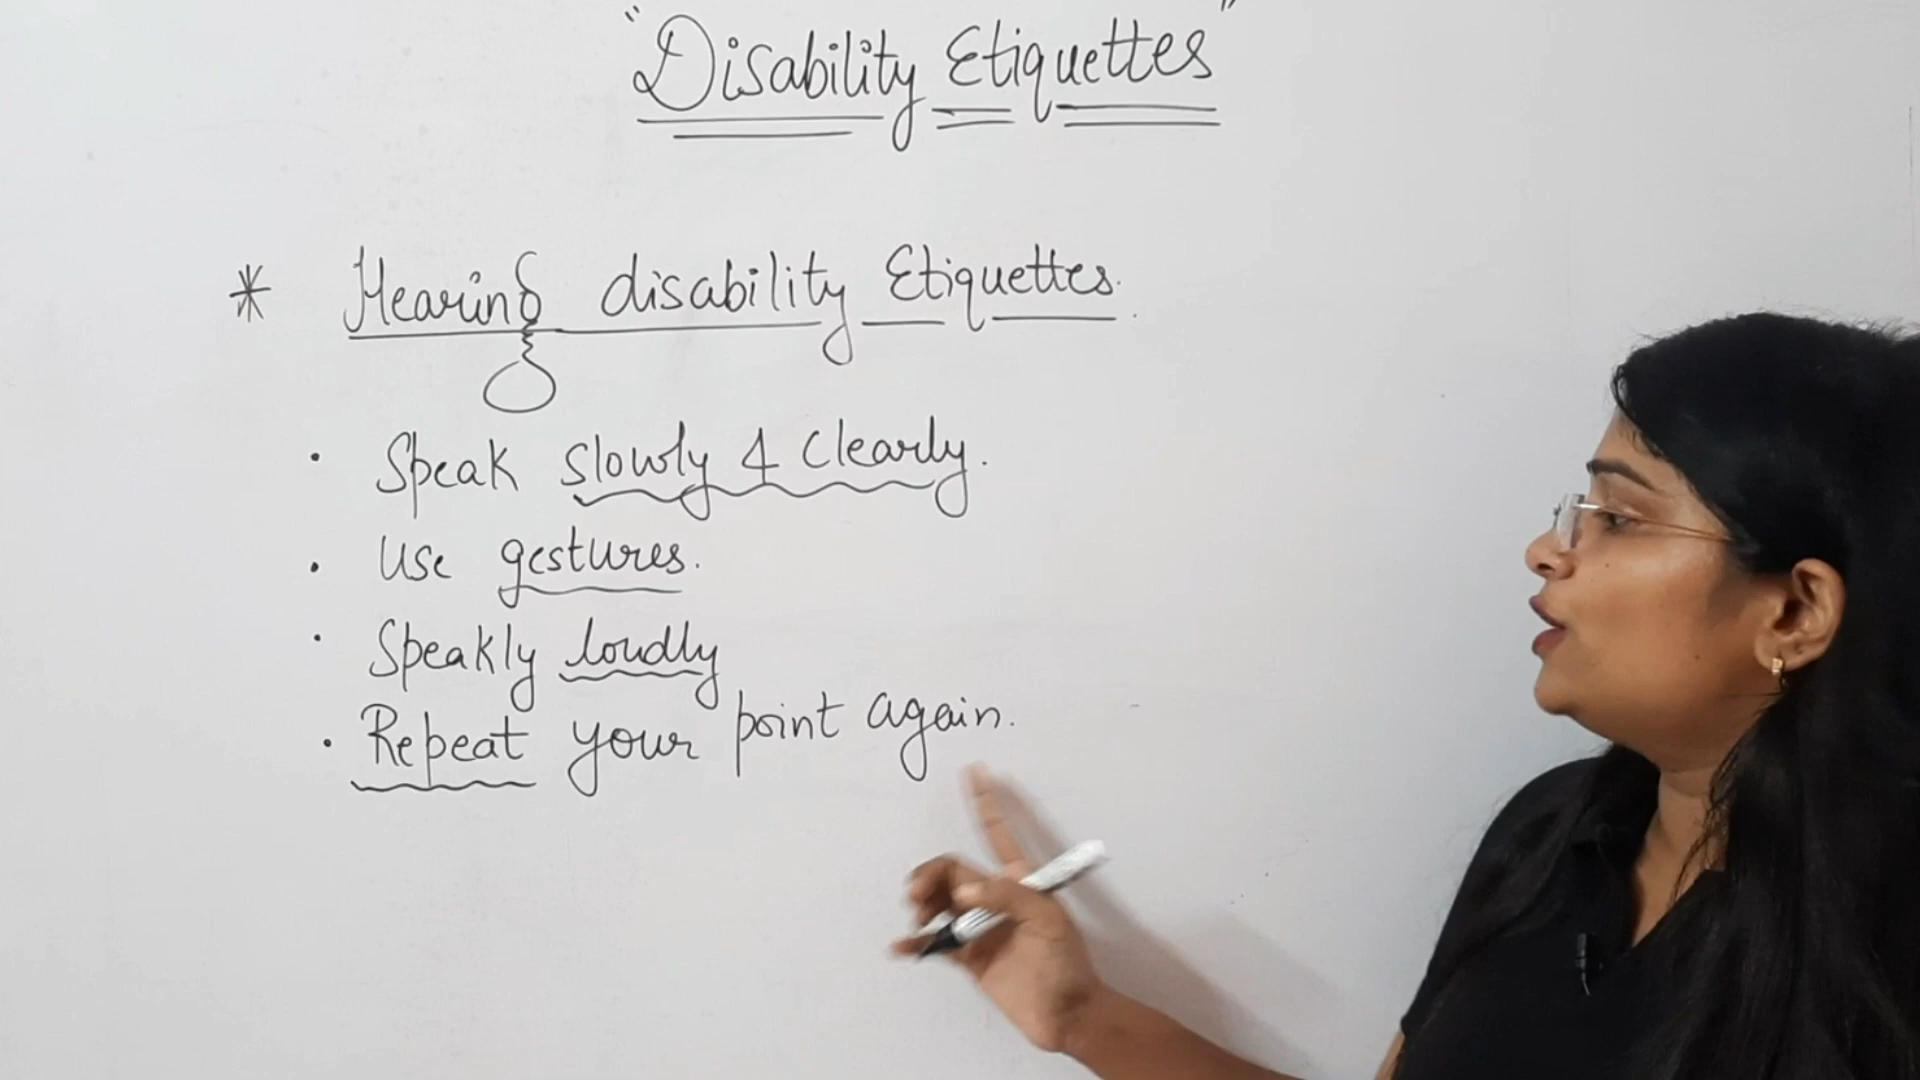 "Disability Etiquettes"
* Hearing disability Etiquettes.
. Speak slowly & Clearly.
. Use gestures.
. Speakly loudly
. Repeat your point again.